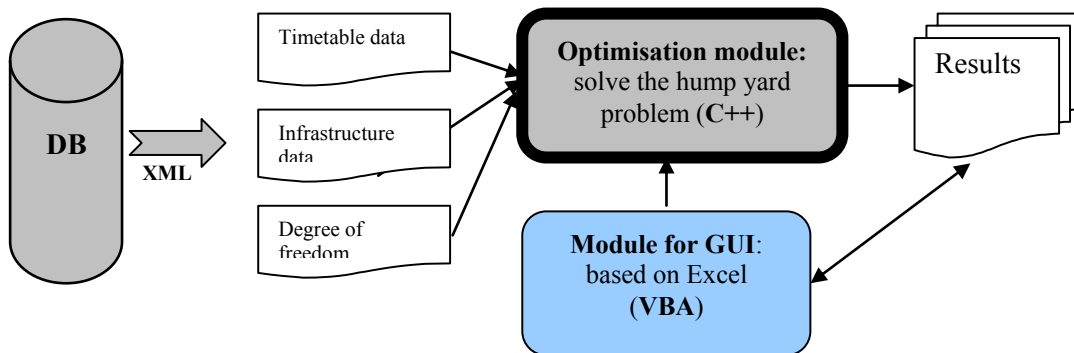 DB
XML
Timetable data
Infrastructure
data
Degree of
freedom
Optimisation module:
solve the hump yard
problem (C++)
Results
Module for GUI:
based on Excel
(VBA)